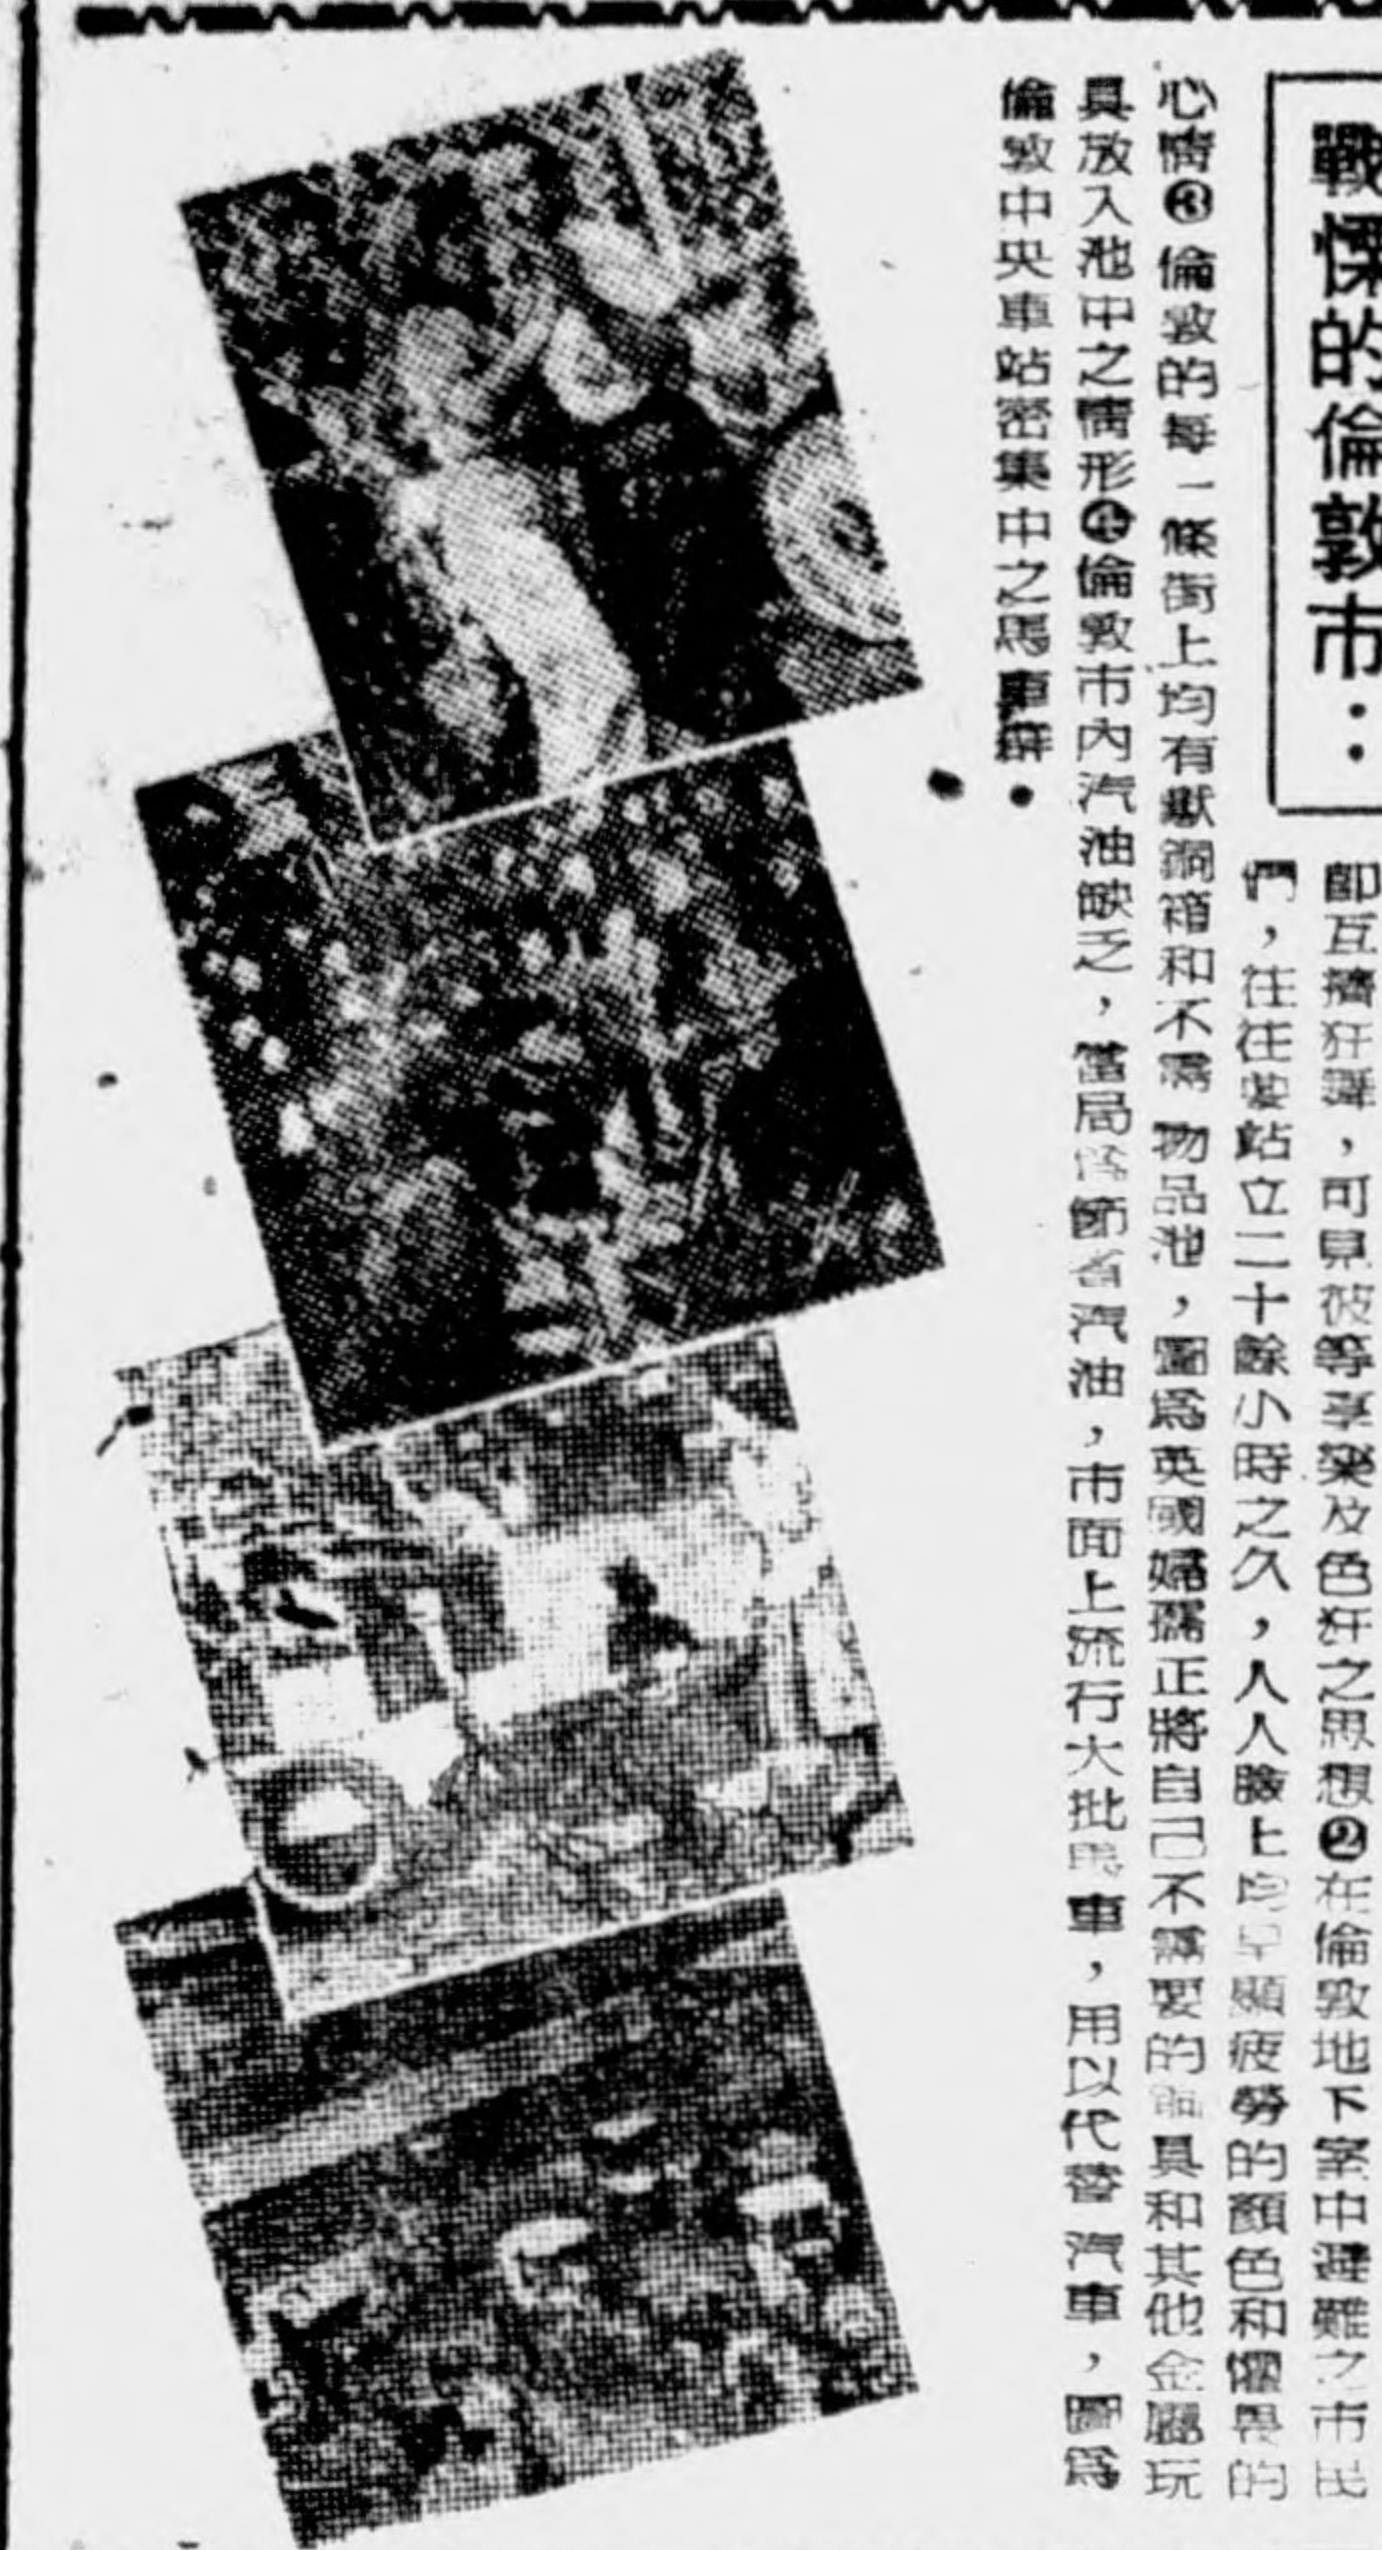 戰慄的倫敦市：
即互擠狂舞，可見彼等享樂及色狂之思想❷在倫敦地下室中避難之市民
們，往往要站立二十餘小時之久，人人臉上均呈顯疲勞的顏色和懼畏的
心情❸倫敦的每一條街上均有獻銅箱和不需物品池，圖爲英國婦孺正將自己不需要的具和其他金屬玩
具放入池中之情形❹倫敦市內汽油缺乏，當局爲節省汽油，市面上流行大批馬車，用以代替汽車，圖爲
倫敦中央車站密集中之馬車群．